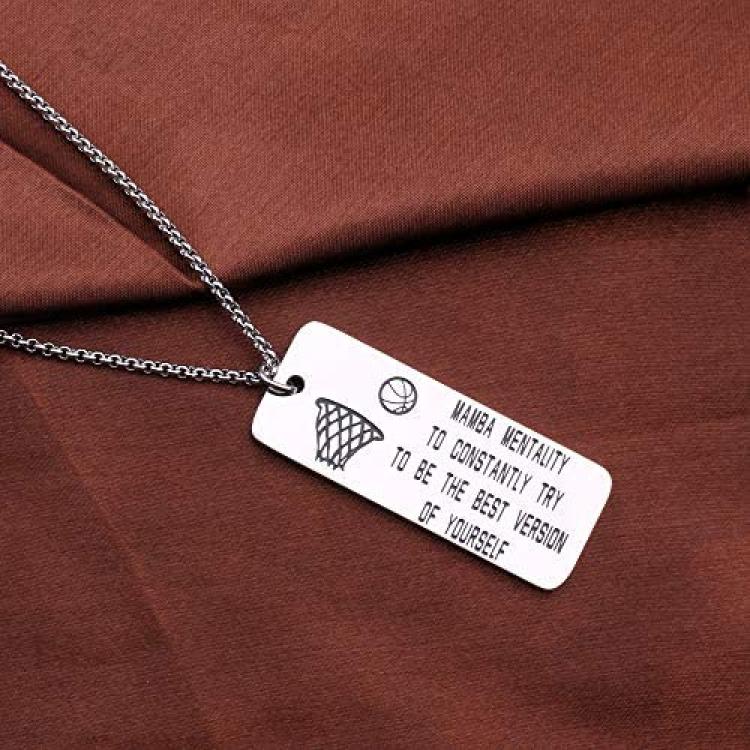 MAMBA MENTALITY
TO CONSTANTLY TRY
TO BE THE BEST VERSION
OF YOURSELF